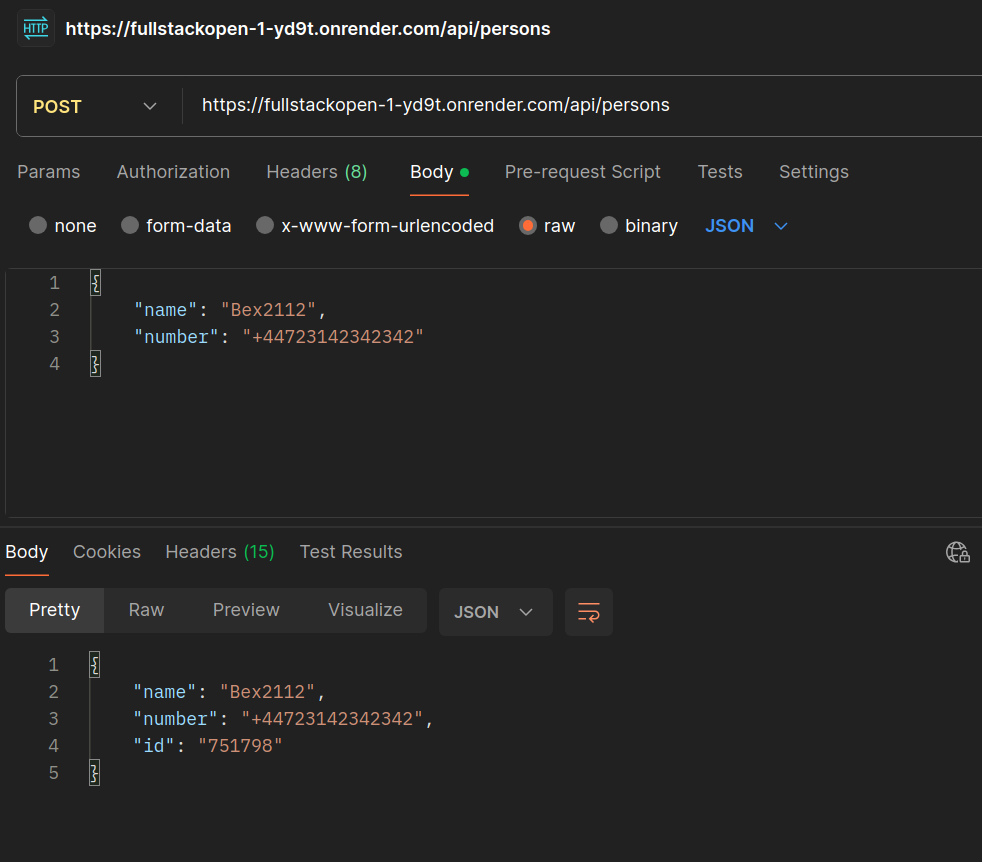 HTTP https://fullstackopen-1-yd9t.onrender.com/api/persons
POST https://fullstackopen-1-yd9t.onrender.com/api/persons
Params Authorization Headers (8) Body Pre-request Script Tests Settings
none form-data x-www-form-urlencoded raw binary JSON
1 {
2 "name": "Bex2112",
3 "number": "+44723142342342"
4 }
Body Cookies Headers (15) Test Results
Pretty Raw Preview Visualize JSON
1 {
2 "name": "Bex2112",
3 "number": "+44723142342342",
4 "id": "751798"
5 }